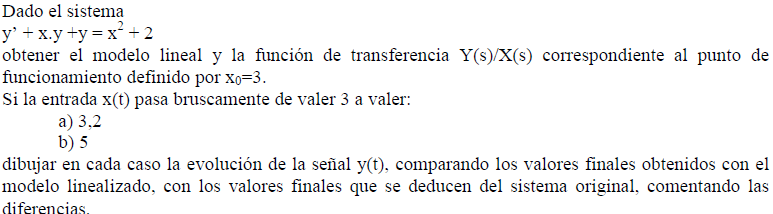 Dado el sistema
y’ + x.y +y = x² + 2
obtener el modelo lineal y la función de transferencia Y(s)/X(s) correspondiente al punto de
funcionamiento definido por x₀=3.
Si la entrada x(t) pasa bruscamente de valer 3 a valer:
a) 3,2
b) 5
dibujar en cada caso la evolución de la señal y(t), comparando los valores finales obtenidos con el
modelo linealizado, con los valores finales que se deducen del sistema original, comentando las
diferencias.